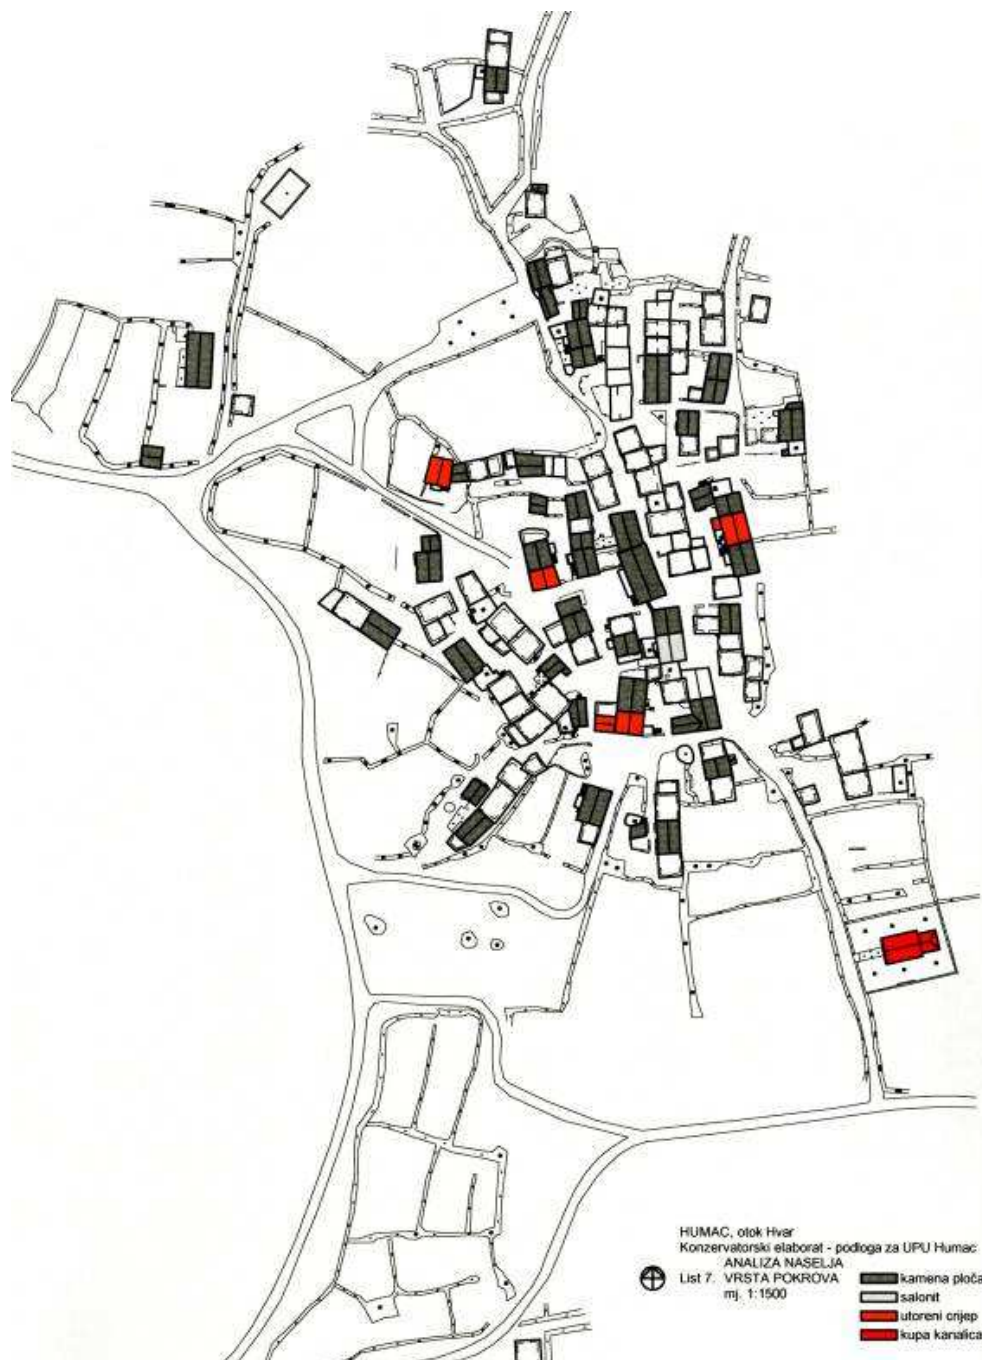 HUMAC, otok Hvar
Konzervatorski elaborat - podloga za UPU Humac
ANALIZA NASELJA
List 7. VRSTA POKROVA
mj. 1:1500
kamena ploča
salonit
utoreni crijep
kupa kanalica